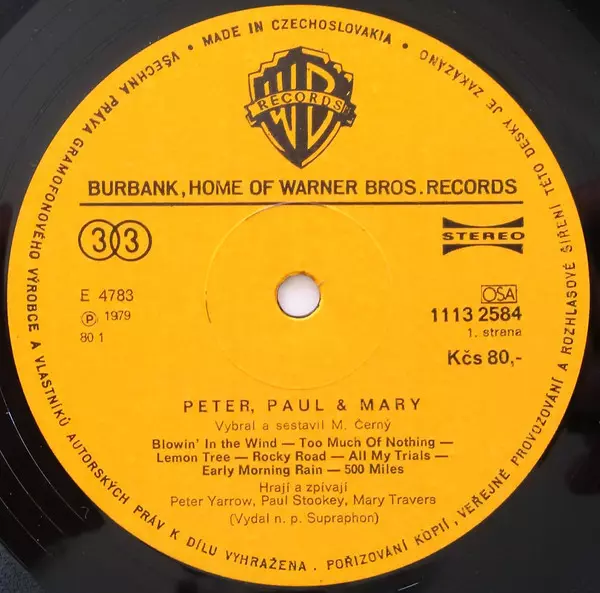 VŠECHNA PRÁVA GRAMOFONOVÉHO VÝROBCE A VLASTNÍKŮ AUTORSKÝCH PRÁV K DÍLU VYHRAŽENA. POŘIZOVÁNÍ KOPIÍ, VEŘEJNÉ PROVOZOVÁNÍ A ROZHLASOVÉ ŠÍŘENÍ TÉTO DESKY JE ZAKÁZÁNO
• MADE IN CZECHOSLOVAKIA •
WB
RECORDS
BURBANK, HOME OF WARNER BROS. RECORDS
33
STEREO
E 4783
Ⓟ 1979
80 1
OSA
1113 2584
1. strana
Kčs 80,-
PETER, PAUL & MARY
Vybral a sestavil M. Černý
Blowin' In the Wind — Too Much Of Nothing —
Lemon Tree — Rocky Road — All My Trials —
Early Morning Rain — 500 Miles
Hrají a zpívají
Peter Yarrow, Paul Stookey, Mary Travers
(Vydal n. p. Supraphon)